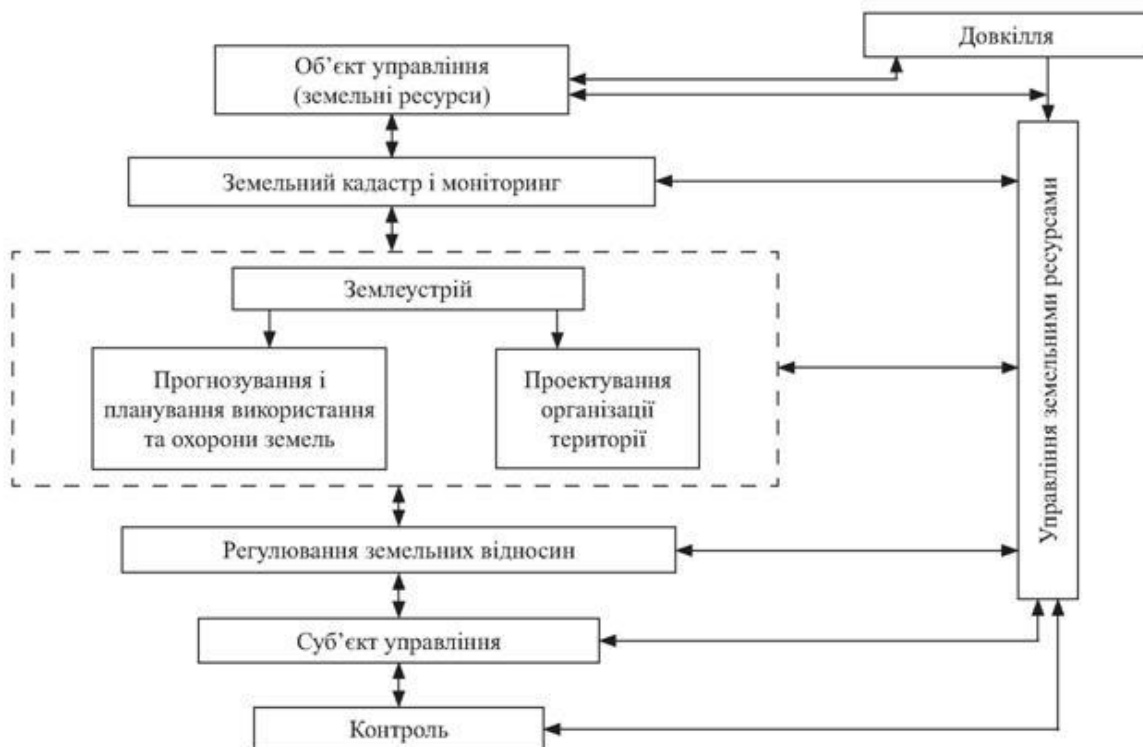 Довкілля
Об’єкт управління
(земельні ресурси)
Земельний кадастр і моніторинг
Землеустрій
Прогнозування і
планування використання
та охорони земель
Проектування
організації
території
Регулювання земельних відносин
Суб’єкт управління
Контроль
Управління земельними ресурсами